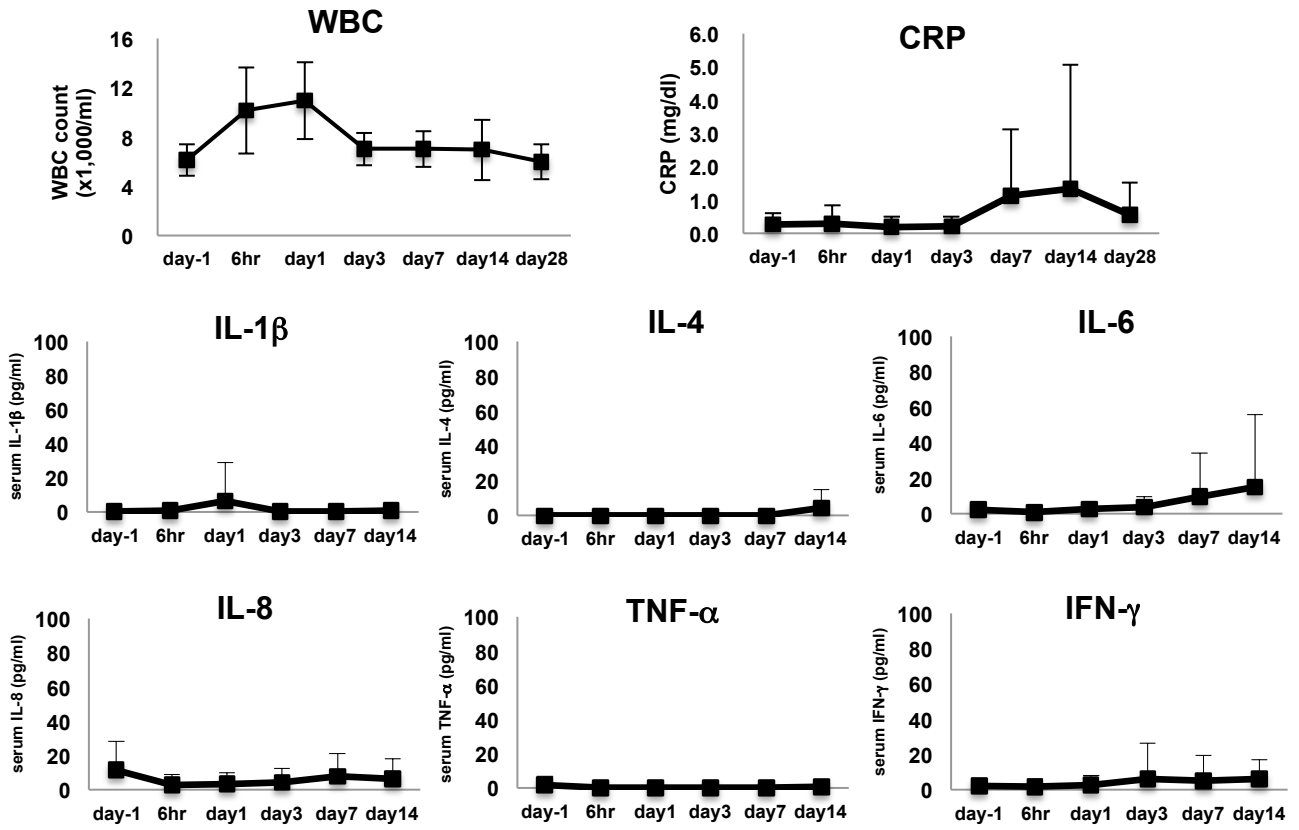 WBC
WBC count
(x1,000/ml)
16
12
8
4
0
day-1 6hr day1 day3 day7 day14 day28
CRP
CRP (mg/dl)
6.0
5.0
4.0
3.0
2.0
1.0
0.0
day-1 6hr day1 day3 day7 day14 day28
IL-1β
serum IL-1β (pg/ml)
100
80
60
40
20
0
day-1 6hr day1 day3 day7 day14
IL-4
serum IL-4 (pg/ml)
100
80
60
40
20
0
day-1 6hr day1 day3 day7 day14
IL-6
serum IL-6 (pg/ml)
100
80
60
40
20
0
day-1 6hr day1 day3 day7 day14
IL-8
serum IL-8 (pg/ml)
100
80
60
40
20
0
day-1 6hr day1 day3 day7 day14
TNF-α
serum TNF-α (pg/ml)
100
80
60
40
20
0
day-1 6hr day1 day3 day7 day14
IFN-γ
serum IFN-γ (pg/ml)
100
80
60
40
20
0
day-1 6hr day1 day3 day7 day14